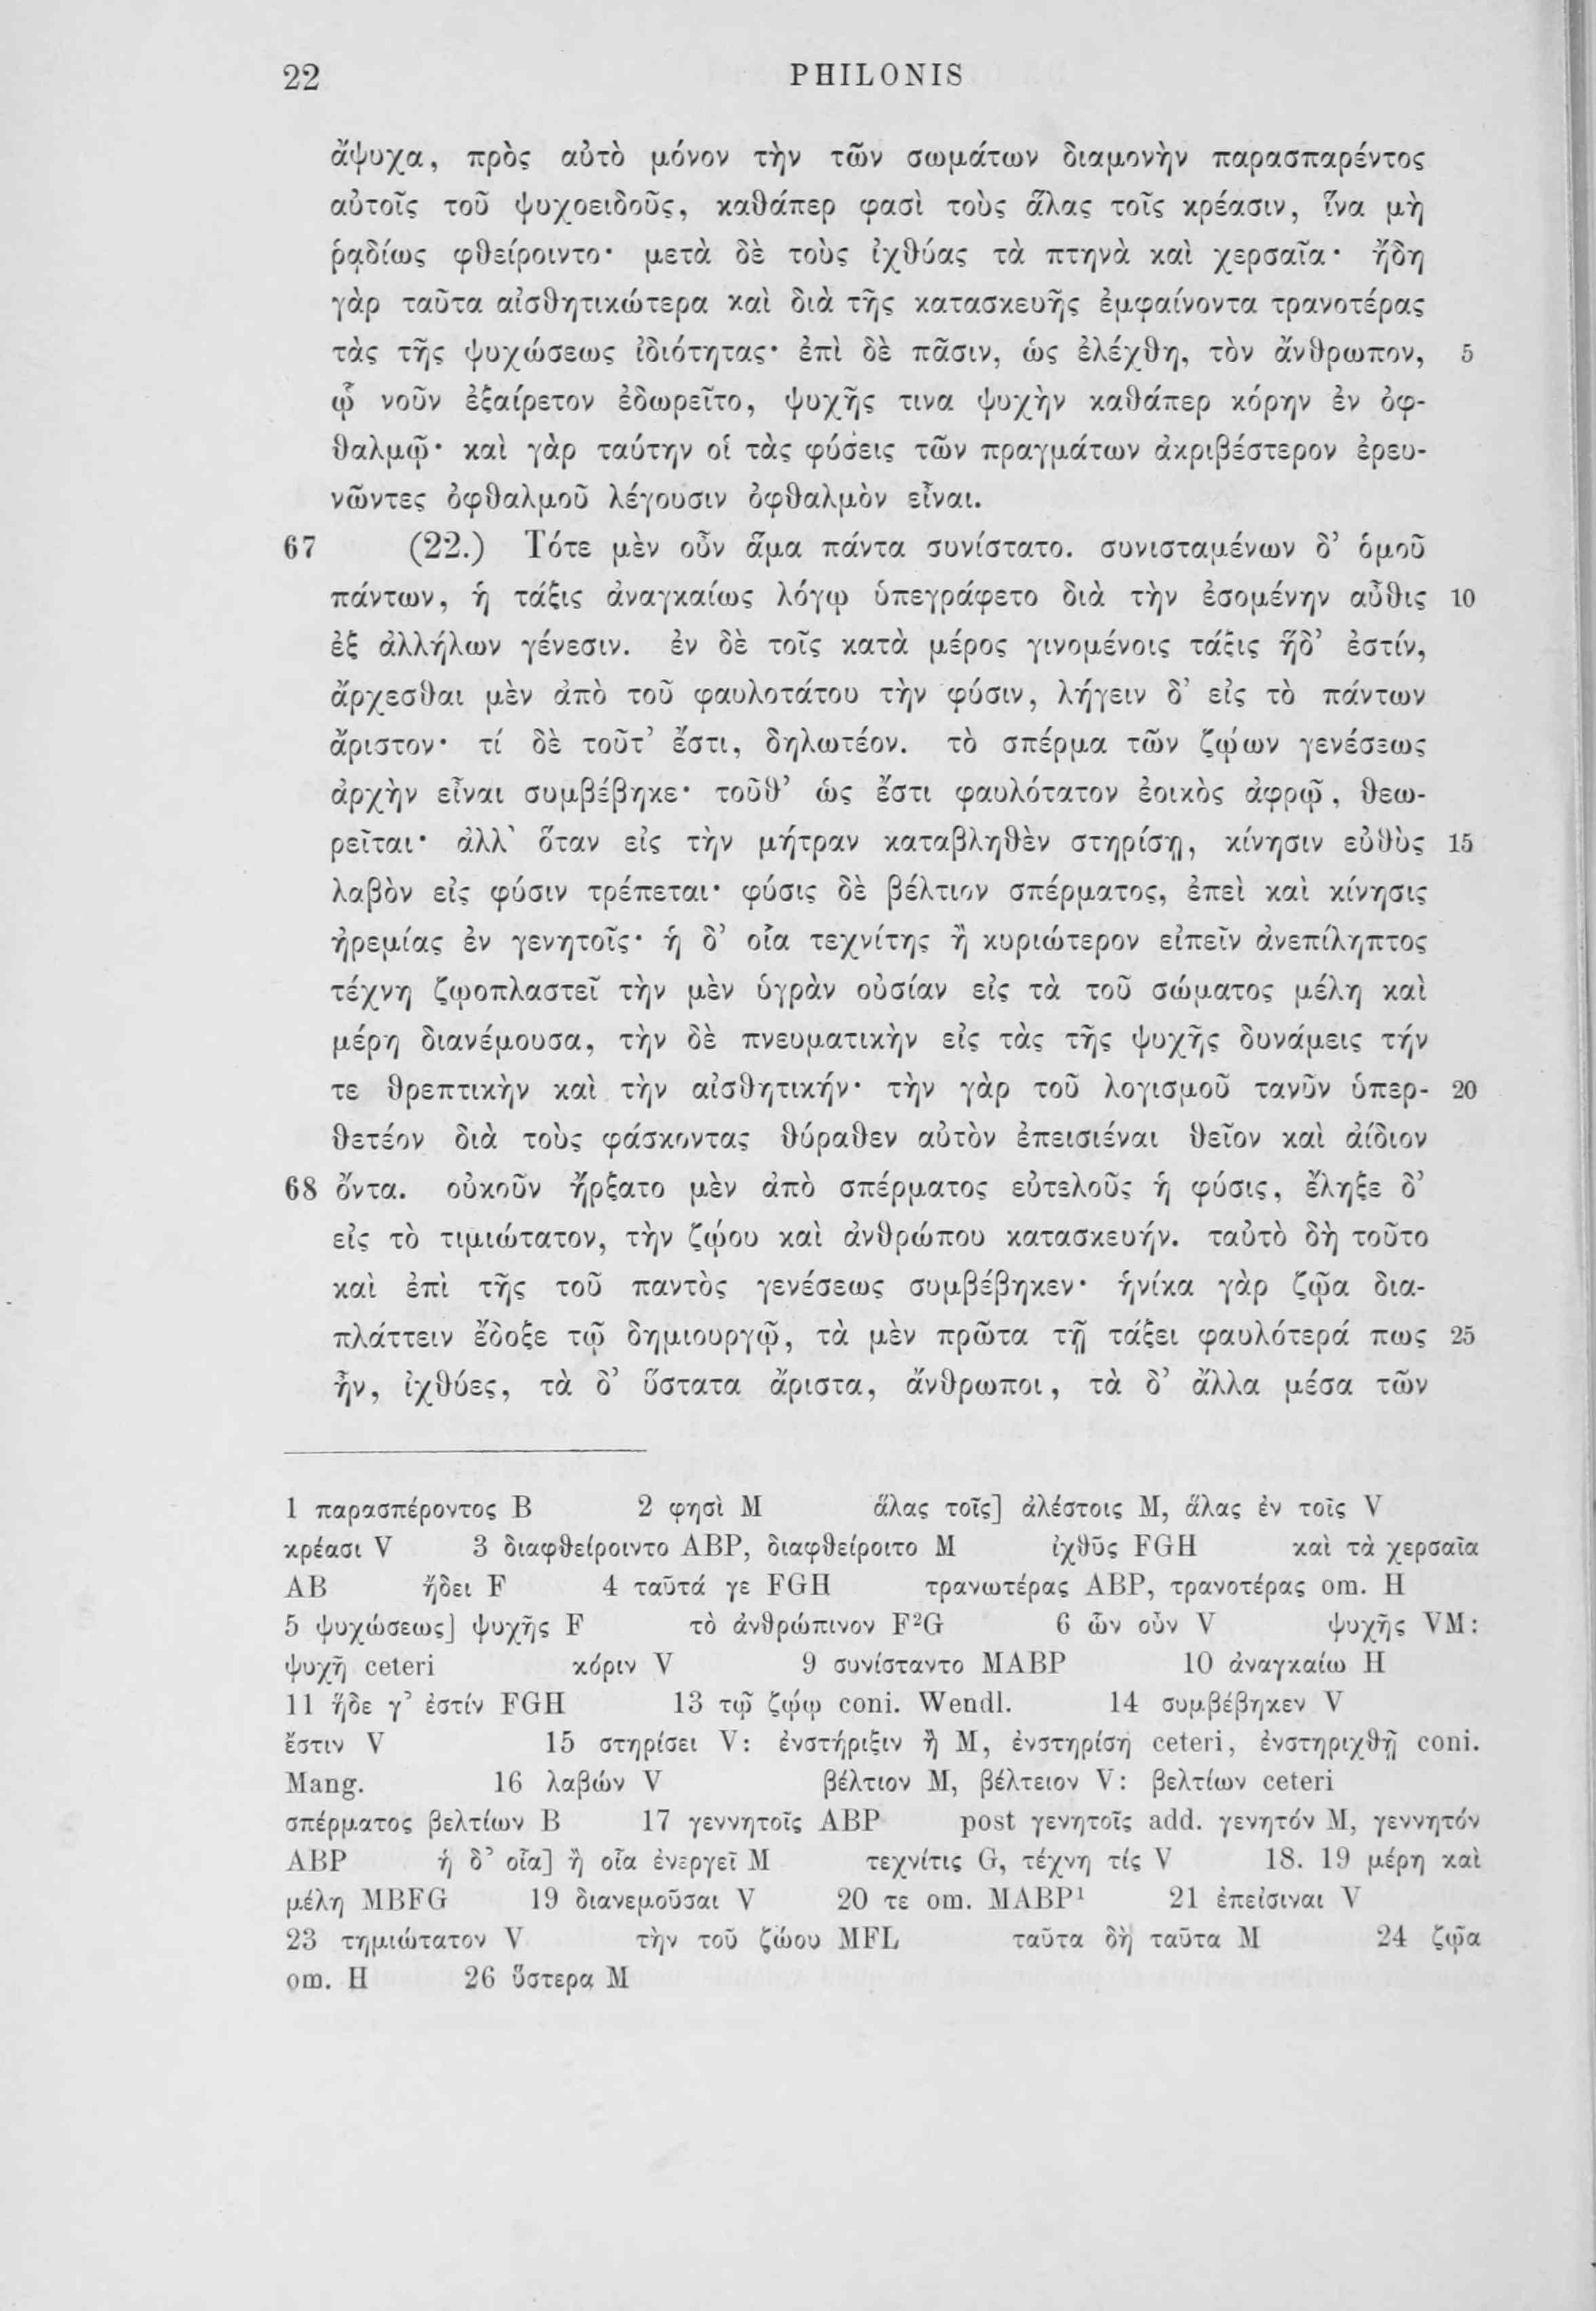 22 PHILONIS
ἄψυχα, πρὸς αὐτὸ μόνον τὴν τῶν σωμάτων διαμονὴν παρασπαρέντος
αὐτοῖς τοῦ ψυχοειδοῦς, καθάπερ φασὶ τοὺς ἅλας τοῖς κρέασιν, ἵνα μὴ
ῥᾳδίως φθείροιντο· μετὰ δὲ τοὺς ἰχθύας τὰ πτηνὰ καὶ χερσαῖα· ἤδη
γὰρ ταῦτα αἰσθητικώτερα καὶ διὰ τῆς κατασκευῆς ἐμφαίνοντα τρανοτέρας
τὰς τῆς ψυχώσεως ἰδιότητας· ἐπὶ δὲ πᾶσιν, ὡς ἐλέχθη, τὸν ἄνθρωπον, 5
ᾧ νοῦν ἐξαίρετον ἐδωρεῖτο, ψυχῆς τινα ψυχὴν καθάπερ κόρην ἐν ὀφ-
θαλμῷ· καὶ γὰρ ταύτην οἱ τὰς φύσεις τῶν πραγμάτων ἀκριβέστερον ἐρευ-
νῶντες ὀφθαλμοῦ λέγουσιν ὀφθαλμὸν εἶναι.
67 (22.) Τότε μὲν οὖν ἅμα πάντα συνίστατο. συνισταμένων δ’ ὁμοῦ
πάντων, ἡ τάξις ἀναγκαίως λόγῳ ὑπεγράφετο διὰ τὴν ἐσομένην αὖθις 10
ἐξ ἀλλήλων γένεσιν. ἐν δὲ τοῖς κατὰ μέρος γινομένοις τάξις ἥδ’ ἐστίν,
ἄρχεσθαι μὲν ἀπὸ τοῦ φαυλοτάτου τὴν φύσιν, λήγειν δ’ εἰς τὸ πάντων
ἄριστον· τί δὲ τοῦτ’ ἔστι, δηλωτέον. τὸ σπέρμα τῶν ζῴων γενέσεως
ἀρχὴν εἶναι συμβέβηκε· τοῦθ’ ὡς ἔστι φαυλότατον ἐοικὸς ἀφρῷ, θεω-
ρεῖται· ἀλλ’ ὅταν εἰς τὴν μήτραν καταβληθὲν στηρίσῃ, κίνησιν εὐθὺς 15
λαβὸν εἰς φύσιν τρέπεται· φύσις δὲ βέλτιον σπέρματος, ἐπεὶ καὶ κίνησις
ἠρεμίας ἐν γενητοῖς· ἡ δ’ οἷα τεχνίτης ἢ κυριώτερον εἰπεῖν ἀνεπίληπτος
τέχνη ζῳοπλαστεῖ τὴν μὲν ὑγρὰν οὐσίαν εἰς τὰ τοῦ σώματος μέλη καὶ
μέρη διανέμουσα, τὴν δὲ πνευματικὴν εἰς τὰς τῆς ψυχῆς δυνάμεις τήν
τε θρεπτικὴν καὶ τὴν αἰσθητικήν· τὴν γὰρ τοῦ λογισμοῦ τανῦν ὑπερ- 20
θετέον διὰ τοὺς φάσκοντας θύραθεν αὐτὸν ἐπεισιέναι θεῖον καὶ ἀίδιον
68 ὄντα. οὐκοῦν ἤρξατο μὲν ἀπὸ σπέρματος εὐτελοῦς ἡ φύσις, ἔληξε δ’
εἰς τὸ τιμιώτατον, τὴν ζῴου καὶ ἀνθρώπου κατασκευήν. ταὐτὸ δὴ τοῦτο
καὶ ἐπὶ τῆς τοῦ παντὸς γενέσεως συμβέβηκεν· ἡνίκα γὰρ ζῷα δια-
πλάττειν ἔδοξε τῷ δημιουργῷ, τὰ μὲν πρῶτα τῇ τάξει φαυλότερά πως 25
ἦν, ἰχθύες, τὰ δ’ ὕστατα ἄριστα, ἄνθρωποι, τὰ δ’ ἄλλα μέσα τῶν
1 παρασπέροντος B 2 φησὶ M ἅλας τοῖς] ἀλέστοις M, ἅλας ἐν τοῖς V
κρέασι V 3 διαφθείροιντο ABP, διαφθείροιτο M ἰχθῦς FGH καὶ τὰ χερσαῖα
AB ἤδει F 4 ταῦτά γε FGH τρανωτέρας ABP, τρανοτέρας om. H
5 ψυχώσεως] ψυχῆς F τὸ ἀνθρώπινον F²G 6 ὧν οὖν V ψυχῆς VM:
ψυχῇ ceteri κόριν V 9 συνίσταντο MABP 10 ἀναγκαίω H
11 ἥδε γ’ ἐστίν FGH 13 τῷ ζῴῳ coni. Wendl. 14 συμβέβηκεν V
ἔστιν V 15 στηρίσει V: ἐνστήριξιν ἢ M, ἐνστηρίσῃ ceteri, ἐνστηριχθῇ coni.
Mang. 16 λαβών V βέλτιον M, βέλτειον V: βελτίων ceteri
σπέρματος βελτίων B 17 γεννητοῖς ABP post γενητοῖς add. γενητόν M, γεννητόν
ABP ἡ δ’ οἷα] ἢ οἷα ἐνεργεῖ M τεχνίτις G, τέχνη τίς V 18. 19 μέρη καὶ
μέλη MBFG 19 διανεμοῦσαι V 20 τε om. MABP¹ 21 ἐπείσιναι V
23 τημιώτατον V τὴν τοῦ ζώου MFL ταῦτα δὴ ταῦτα M 24 ζῷα
om. H 26 ὕστερα M